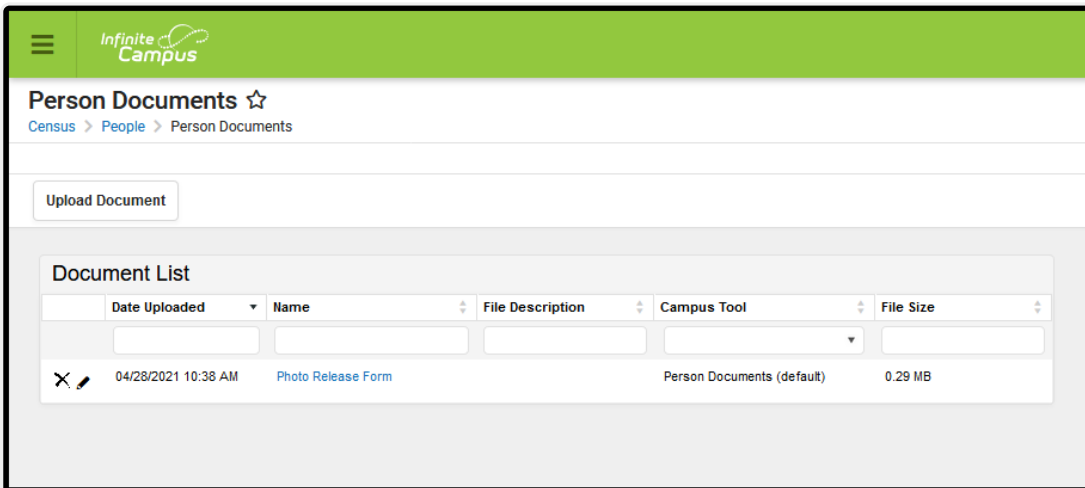 Infinite
Campus
Person Documents
Census > People > Person Documents
Upload Document
Document List
Date Uploaded Name File Description Campus Tool File Size
04/28/2021 10:38 AM Photo Release Form Person Documents (default) 0.29 MB